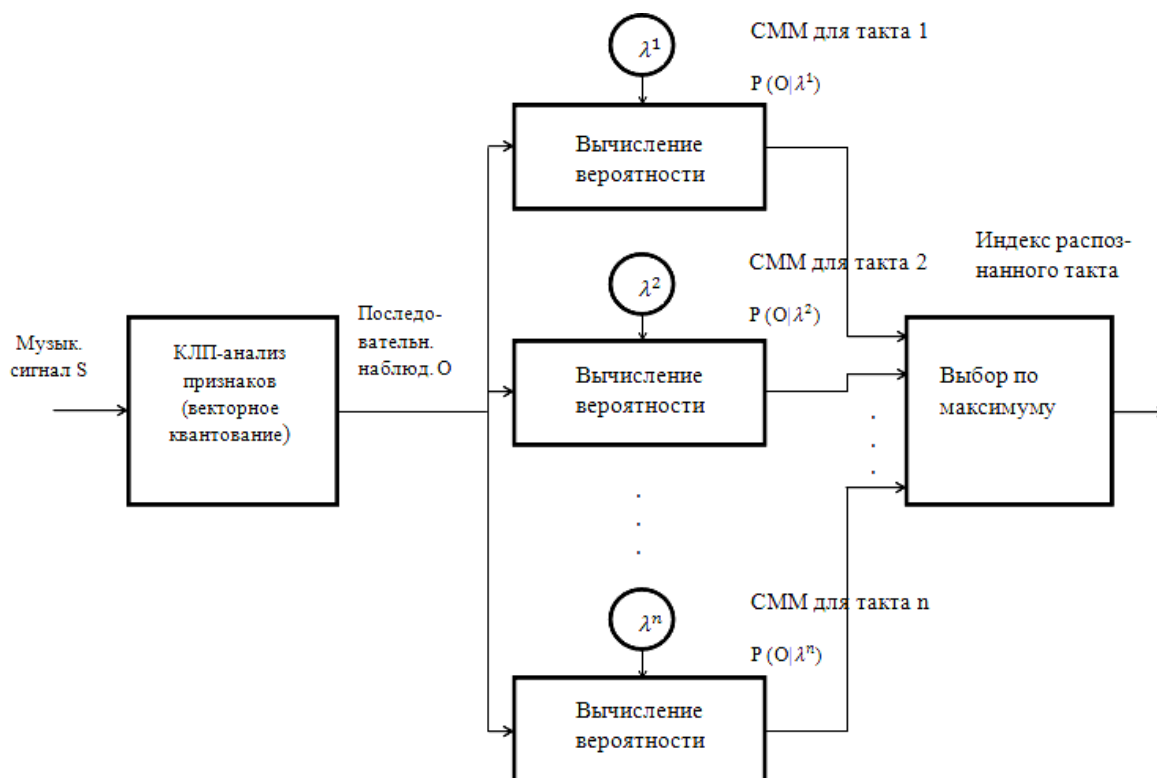 λ¹
СММ для такта 1
P (O|λ¹)
Вычисление
вероятности
Индекс распоз-
нанного такта
λ²
СММ для такта 2
P (O|λ²)
Вычисление
вероятности
Музык.
сигнал S
КЛП-анализ
признаков
(векторное
квантование)
Последо-
вательн.
наблюд. O
Выбор по
максимуму
λⁿ
СММ для такта n
P (O|λⁿ)
Вычисление
вероятности